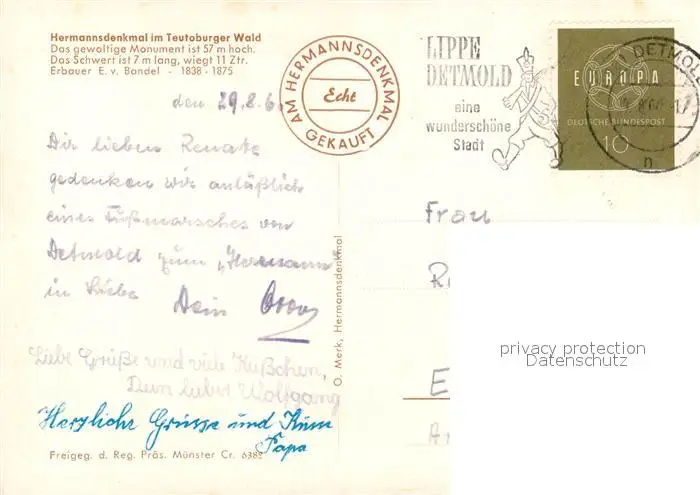 Hermannsdenkmal im Teutoburger Wald
Das gewaltige Monument ist 57 m hoch.
Das Schwert ist 7 m lang, wiegt 11 Ztr.
Erbauer E. v. Bandel - 1838 - 1875
AM HERMANNSDENKMAL
Echt
GEKAUFT
LIPPE
DETMOLD
eine
wunderschöne
Stadt
EUROPA
DEUTSCHE BUNDESPOST
10
DETMOLD
n
den 29.8.6
Dir lieben Renate
gedenken wir anläßlich
eines Fußmarsches von
Detmold zum „Hermann"
in Liebe Dein
Liebe Grüße und viele Küßchen,
Dein lieber Wolfgang
Herzliche Grüsse und
Papa
Frau
R
E
O. Merk, Hermannsdenkmal
Freigeg. d. Reg. Präs. Münster Cr. 6382
privacy protection
Datenschutz